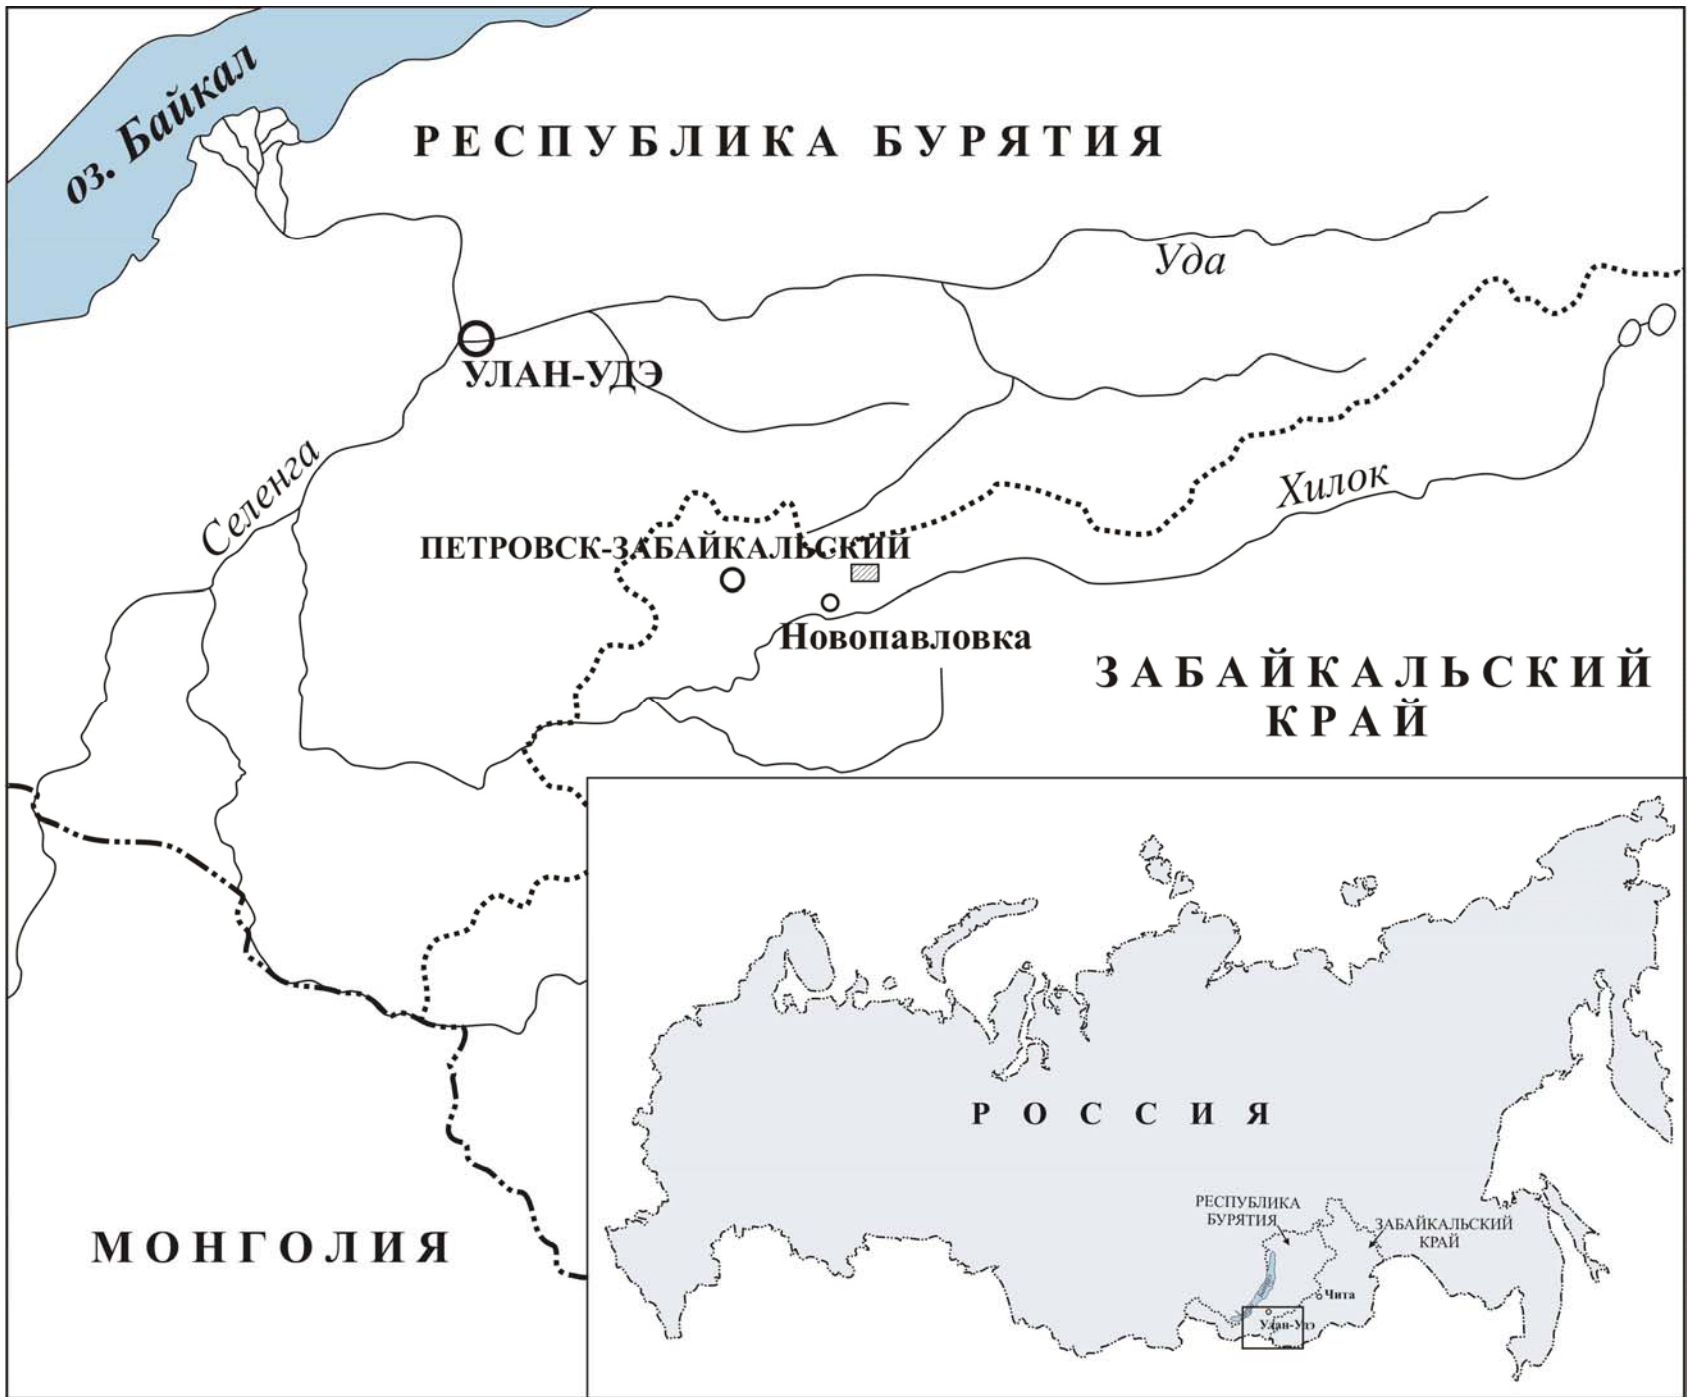 оз. Байкал
РЕСПУБЛИКА БУРЯТИЯ
Уда
УЛАН-УДЭ
Селенга
Хилок
ПЕТРОВСК-ЗАБАЙКАЛЬСКИЙ
Новопавловка
ЗАБАЙКАЛЬСКИЙ
КРАЙ
РОССИЯ
РЕСПУБЛИКА
БУРЯТИЯ
ЗАБАЙКАЛЬСКИЙ
КРАЙ
МОНГОЛИЯ
Чита
Улан-Удэ